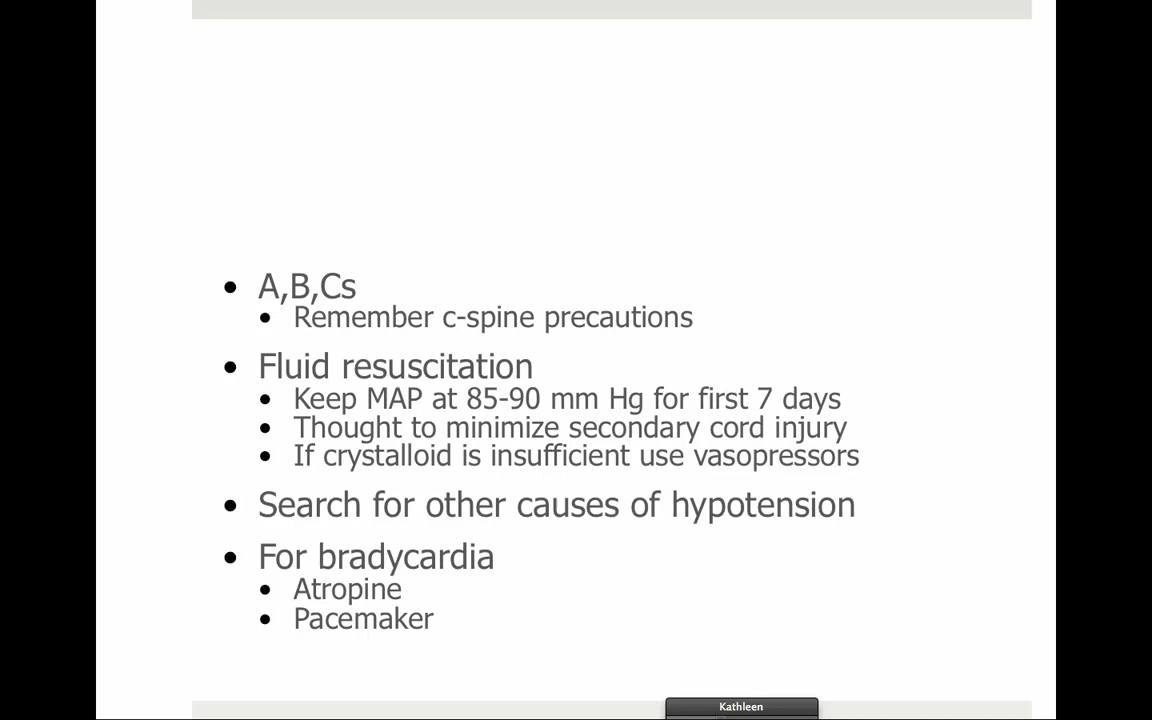 • A,B,Cs
• Remember c-spine precautions
• Fluid resuscitation
• Keep MAP at 85-90 mm Hg for first 7 days
• Thought to minimize secondary cord injury
• If crystalloid is insufficient use vasopressors
• Search for other causes of hypotension
• For bradycardia
• Atropine
• Pacemaker
Kathleen